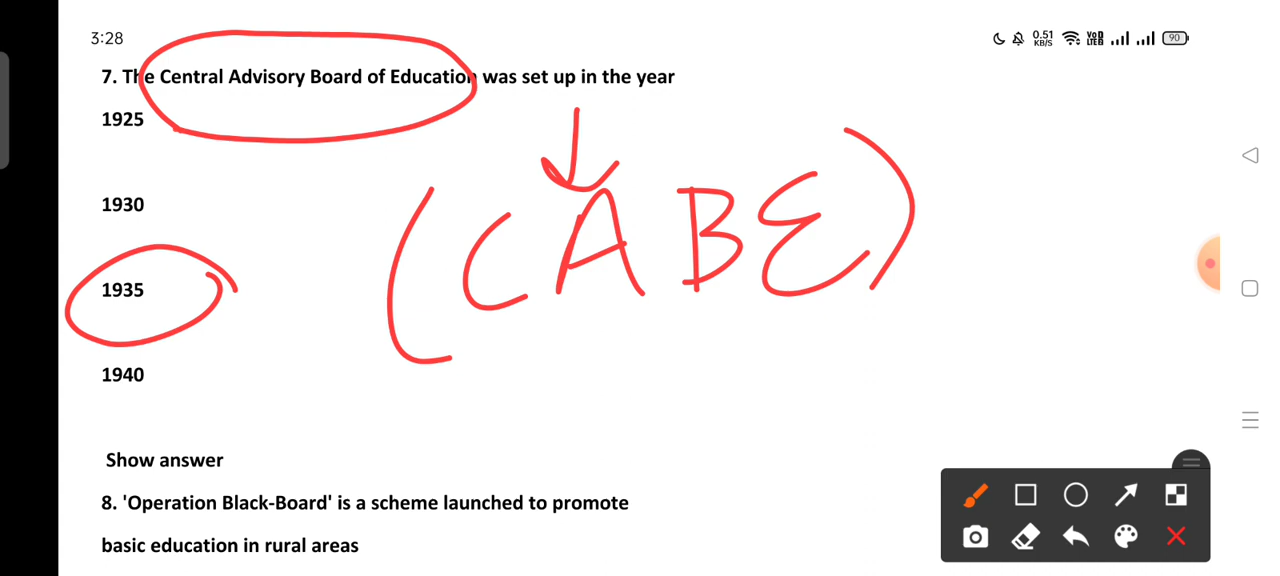 3:28
0.51 KB/S VoD LTE 90
7. The Central Advisory Board of Education was set up in the year
1925
(CABE)
1930
1935
1940
Show answer
8. 'Operation Black-Board' is a scheme launched to promote
basic education in rural areas